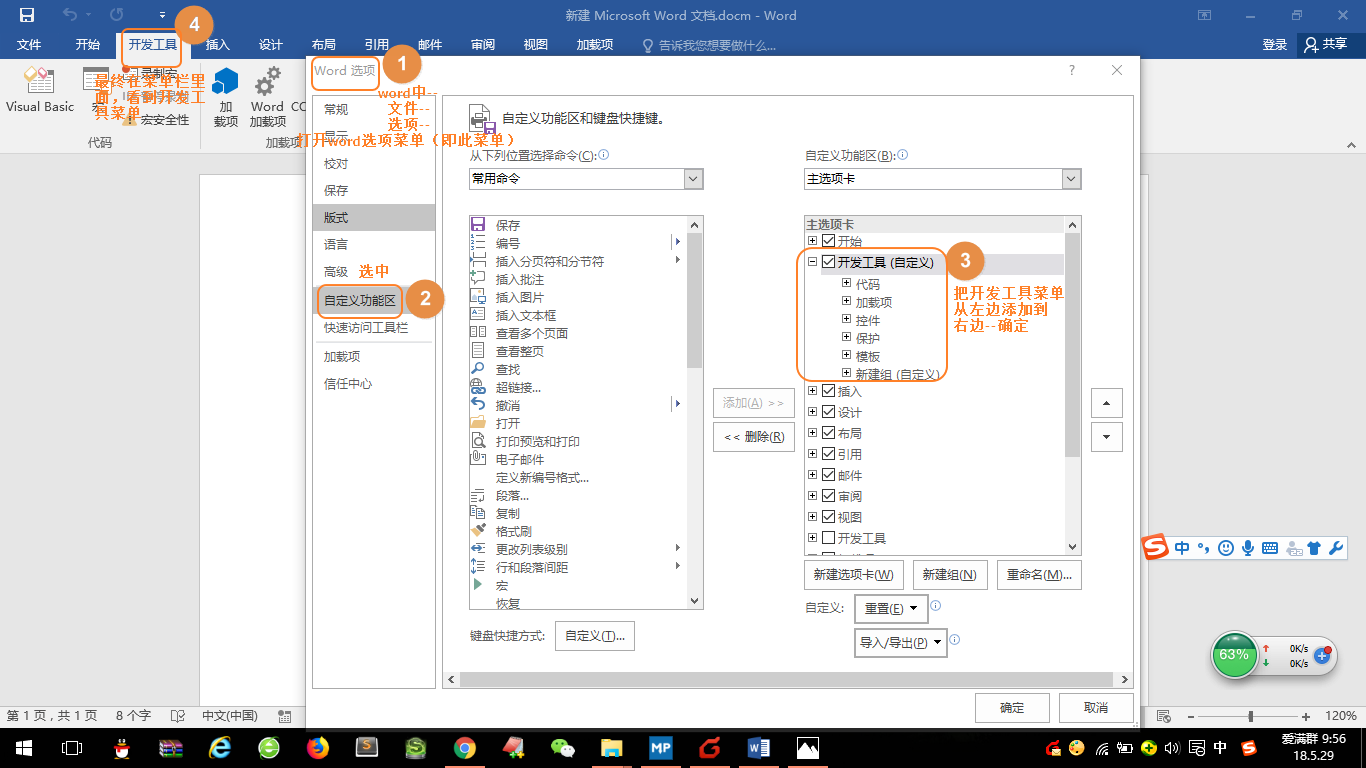 新建 Microsoft Word 文档.docm - Word
4
文件 开始 开发工具 插入 设计 布局 引用 邮件 审阅 视图 加载项 告诉我您想要做什么... 登录 共享
Visual Basic
宏
录制宏
宏安全性
代码
最终在菜单栏里
面,看到开发工
具菜单
加
载项
Word
加载项
CO
加载项
Word 选项
1
word中--
文件--
选项--
打开word选项菜单（即此菜单）
?
常规
显示
校对
保存
版式
语言
高级
选中
自定义功能区
2
快速访问工具栏
加载项
信任中心
自定义功能区和键盘快捷键。
从下列位置选择命令(C):
常用命令
保存
编号
插入分页符和分节符
插入批注
插入图片
插入文本框
查看多个页面
查看整页
查找
超链接...
撤消
打开
打印预览和打印
电子邮件
定义新编号格式...
段落...
复制
格式刷
更改列表级别
行和段落间距
宏
恢复
键盘快捷方式: 自定义(T)...
添加(A) >>
<< 删除(R)
自定义功能区(B):
主选项卡
主选项卡
开始
开发工具 (自定义)
代码
加载项
控件
保护
模板
新建组 (自定义)
3
把开发工具菜单
从左边添加到
右边--确定
插入
设计
布局
引用
邮件
审阅
视图
开发工具
新建选项卡(W) 新建组(N) 重命名(M)...
自定义: 重置(E)
导入/导出(P)
确定 取消
中
63%
0K/s
0K/s
第 1 页，共 1 页 8 个字 中文(中国) 120%
MP
中
爱满群 9:56
18.5.29